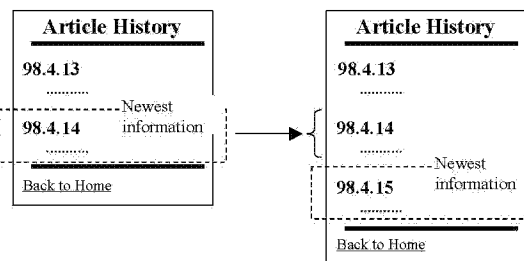 Article History
98.4.13
...........
Newest
98.4.14
information
...........
Back to Home
Article History
98.4.13
...........
98.4.14
...........
Newest
98.4.15
information
...........
Back to Home